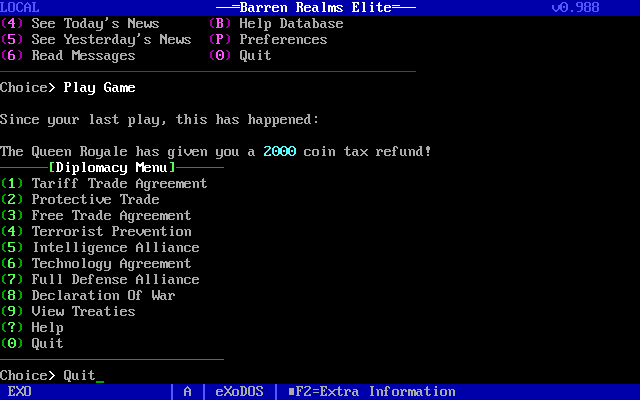 LOCAL —=Barren Realms Elite=— v0.988
(4) See Today's News (B) Help Database
(5) See Yesterday's News (P) Preferences
(6) Read Messages (0) Quit
Choice> Play Game
Since your last play, this has happened:
The Queen Royale has given you a 2000 coin tax refund!
[Diplomacy Menu]
(1) Tariff Trade Agreement
(2) Protective Trade
(3) Free Trade Agreement
(4) Terrorist Prevention
(5) Intelligence Alliance
(6) Technology Agreement
(7) Full Defense Alliance
(8) Declaration Of War
(9) View Treaties
(?) Help
(0) Quit
Choice> Quit_
EXO | A | eXoDOS | ■F2=Extra Information